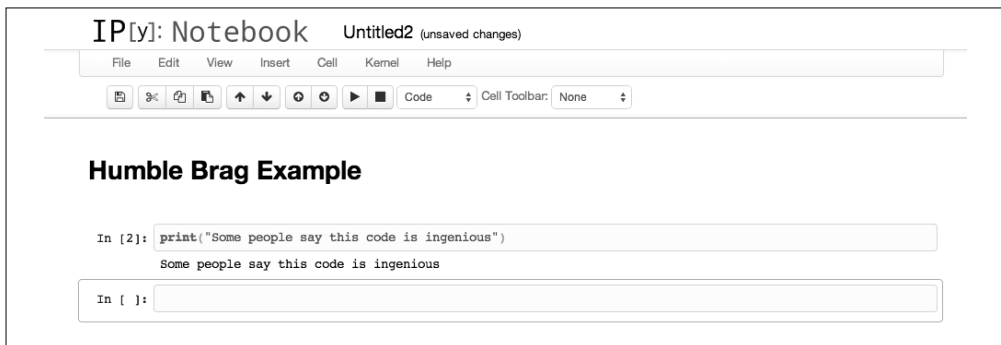 IP[y]: Notebook Untitled2 (unsaved changes)
File Edit View Insert Cell Kernel Help
Code Cell Toolbar: None
Humble Brag Example
In [2]: print("Some people say this code is ingenious")
Some people say this code is ingenious
In [ ]: